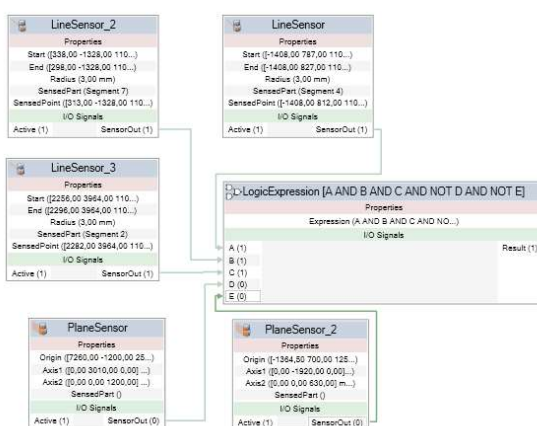 LineSensor_2
Properties
Start ([338,00 -1328,00 110...)
End ([298,00 -1328,00 110...)
Radius (3,00 mm)
SensedPart (Segment 7)
SensedPoint ([313,00 -1328,00 110...)
I/O Signals
Active (1) SensorOut (1)
LineSensor
Properties
Start ([-1408,00 787,00 110...)
End ([-1408,00 827,00 110...)
Radius (3,00 mm)
SensedPart (Segment 4)
SensedPoint ([-1408,00 812,00 110...)
I/O Signals
Active (1) SensorOut (1)
LineSensor_3
Properties
Start ([2256,00 3964,00 110...)
End ([2296,00 3964,00 110...)
Radius (3,00 mm)
SensedPart (Segment 2)
SensedPoint ([2282,00 3964,00 110...)
I/O Signals
Active (1) SensorOut (1)
LogicExpression [A AND B AND C AND NOT D AND NOT E]
Properties
Expression (A AND B AND C AND NO...)
I/O Signals
A (1) Result (1)
B (1)
C (1)
D (0)
E (0)
PlaneSensor
Properties
Origin ([7260,00 -1200,00 25...)
Axis1 ([0,00 3010,00 0,00] ...)
Axis2 ([0,00 0,00 1200,00] ...)
SensedPart ()
I/O Signals
Active (1) SensorOut (0)
PlaneSensor_2
Properties
Origin ([-1364,50 700,00 125...)
Axis1 ([0,00 -1920,00 0,00]...)
Axis2 ([0,00 0,00 630,00] m...)
SensedPart ()
I/O Signals
Active (1) SensorOut (0)